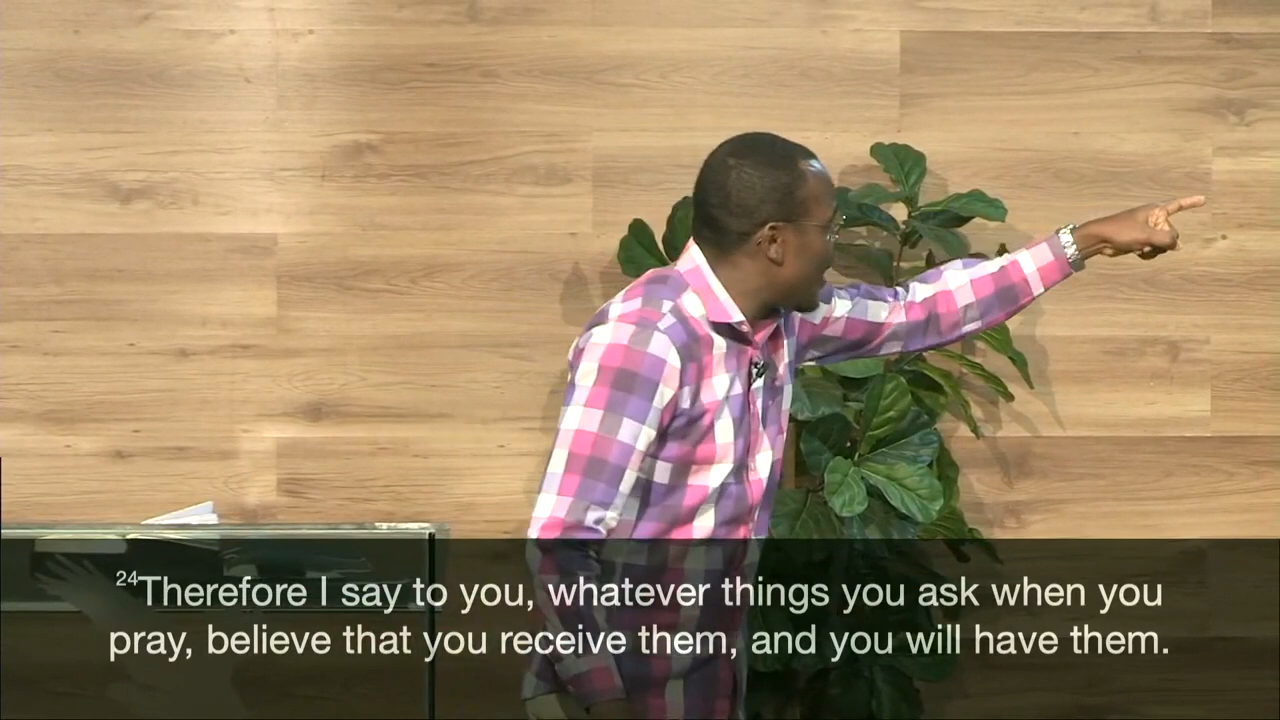 24Therefore I say to you, whatever things you ask when you
pray, believe that you receive them, and you will have them.